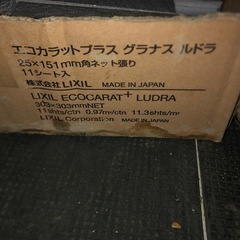 エコカラットプラス グラナス ルドラ
25×151mm角ネット張り
11シート入
株式会社 LIXIL MADE IN JAPAN
LIXIL ECOCARAT+ LUDRA
303×303mmNET
11shts/ctn 0.97m²/ctn 11.3shts/m²
LIXIL Corporation MADE IN JAPAN